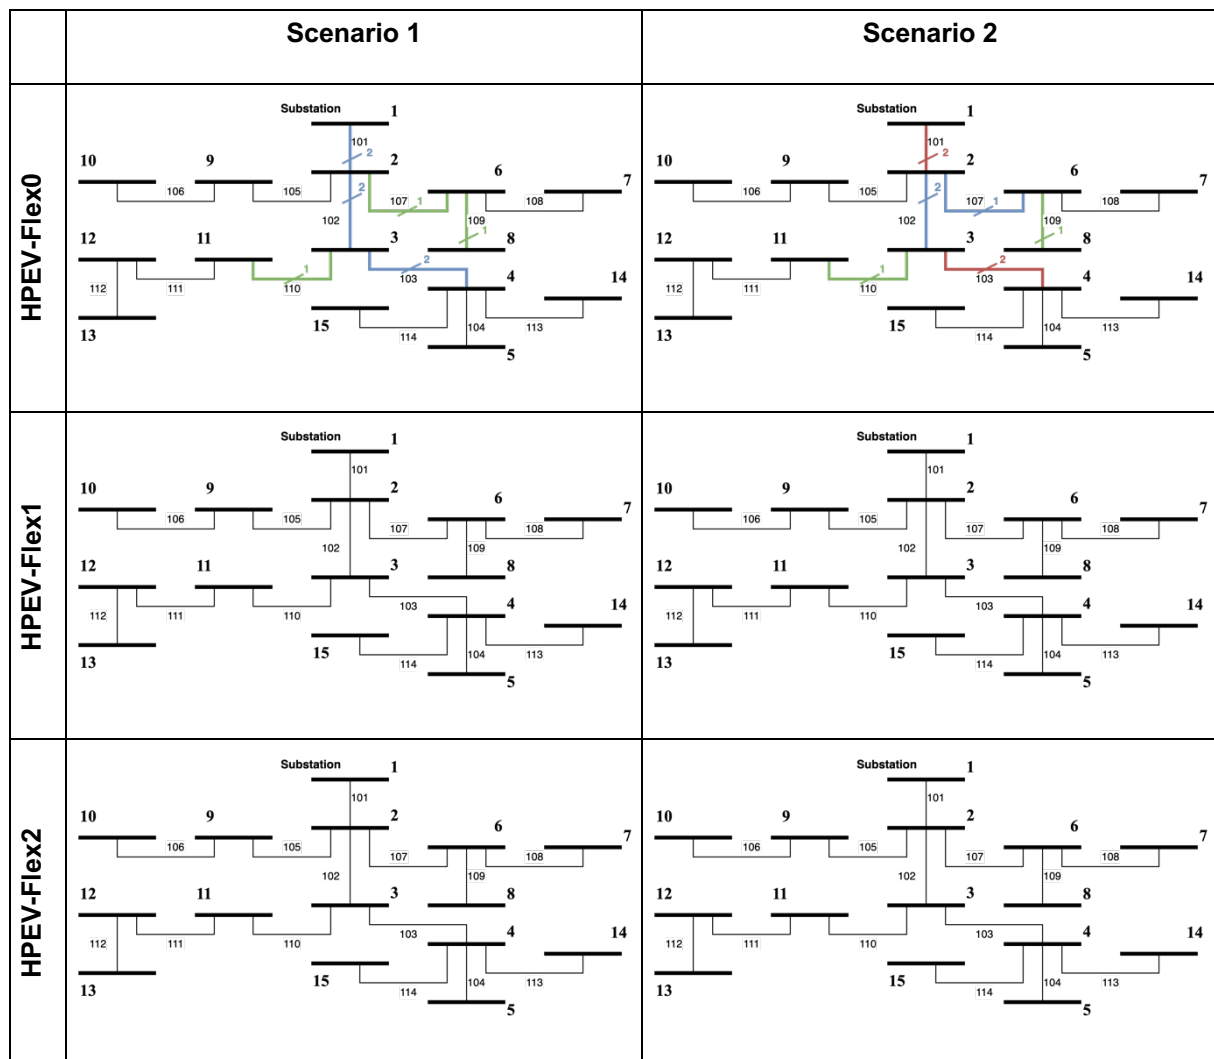 Scenario 1
Scenario 2
HPEV-Flex0
Substation 1
101
2
10 9 2
6 7
106 105 2 107 1 108
102 109
12 11 3 1 8
1 2
112 111 110 103 4 14
13 15 114 104 113
5
Substation 1
101
2
10 9 2
6 7
106 105 2 107 1 108
102 109
12 11 3 1 8
1 2
112 111 110 103 4 14
13 15 114 104 113
5
HPEV-Flex1
Substation 1
101
10 9 2 6 7
106 105 107 108
102 109
12 11 3 8
112 111 110 103 4 14
13 15 114 104 113
5
Substation 1
101
10 9 2 6 7
106 105 107 108
102 109
12 11 3 8
112 111 110 103 4 14
13 15 114 104 113
5
HPEV-Flex2
Substation 1
101
10 9 2 6 7
106 105 107 108
102 109
12 11 3 8
112 111 110 103 4 14
13 15 114 104 113
5
Substation 1
101
10 9 2 6 7
106 105 107 108
102 109
12 11 3 8
112 111 110 103 4 14
13 15 114 104 113
5